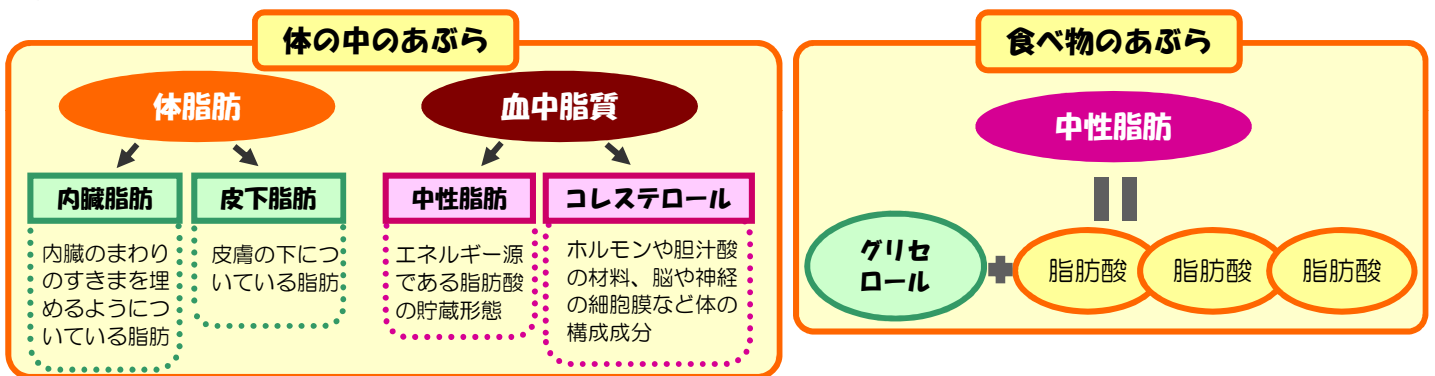 体の中のあぶら
体脂肪
血中脂質
内臓脂肪
内臓のまわり
のすきまを埋
めるようにつ
いている脂肪
皮下脂肪
皮膚の下につ
いている脂肪
中性脂肪
エネルギー源
である脂肪酸
の貯蔵形態
コレステロール
ホルモンや胆汁酸
の材料、脳や神経
の細胞膜など体の
構成成分
食べ物のあぶら
中性脂肪
グリセ
ロール
脂肪酸
脂肪酸
脂肪酸